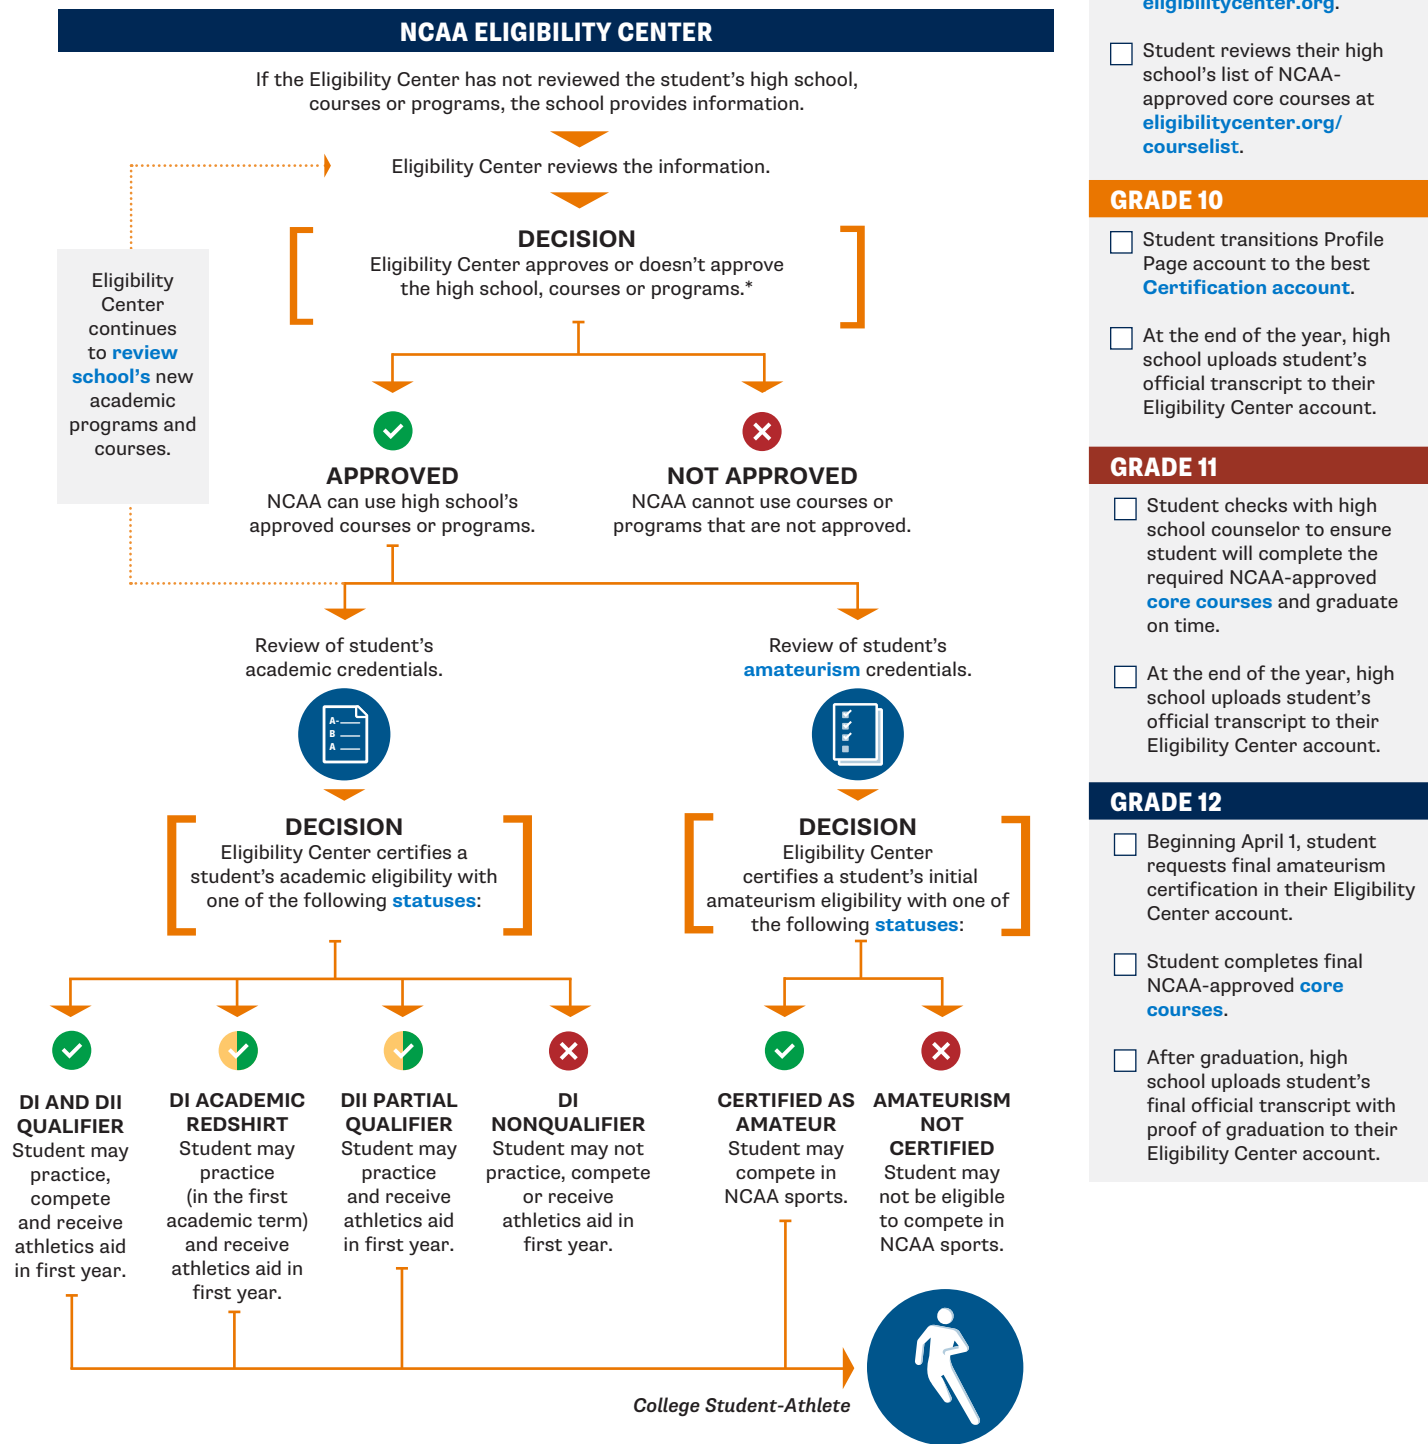 NCAA ELIGIBILITY CENTER
If the Eligibility Center has not reviewed the student's high school,
courses or programs, the school provides information.
Eligibility Center reviews the information.
DECISION
Eligibility Center approves or doesn't approve
the high school, courses or programs.*
Eligibility
Center
continues
to review
school's new
academic
programs and
courses.
APPROVED
NCAA can use high school's
approved courses or programs.
NOT APPROVED
NCAA cannot use courses or
programs that are not approved.
Review of student's
academic credentials.
A-
B
A
Review of student's
amateurism credentials.
DECISION
Eligibility Center certifies a
student's academic eligibility with
one of the following statuses:
DECISION
Eligibility Center
certifies a student's initial
amateurism eligibility with one of
the following statuses:
DI AND DII
QUALIFIER
Student may
practice,
compete
and receive
athletics aid
in first year.
DI ACADEMIC
REDSHIRT
Student may
practice
(in the first
academic term)
and receive
athletics aid in
first year.
DII PARTIAL
QUALIFIER
Student may
practice
and receive
athletics aid
in first year.
DI
NONQUALIFIER
Student may not
practice, compete
or receive
athletics aid in
first year.
CERTIFIED AS
AMATEUR
Student may
compete in
NCAA sports.
AMATEURISM
NOT
CERTIFIED
Student may
not be eligible
to compete in
NCAA sports.
College Student-Athlete
eligibilitycenter.org.
Student reviews their high
school's list of NCAA-
approved core courses at
eligibilitycenter.org/
courselist.
GRADE 10
Student transitions Profile
Page account to the best
Certification account.
At the end of the year, high
school uploads student's
official transcript to their
Eligibility Center account.
GRADE 11
Student checks with high
school counselor to ensure
student will complete the
required NCAA-approved
core courses and graduate
on time.
At the end of the year, high
school uploads student's
official transcript to their
Eligibility Center account.
GRADE 12
Beginning April 1, student
requests final amateurism
certification in their Eligibility
Center account.
Student completes final
NCAA-approved core
courses.
After graduation, high
school uploads student's
final official transcript with
proof of graduation to their
Eligibility Center account.